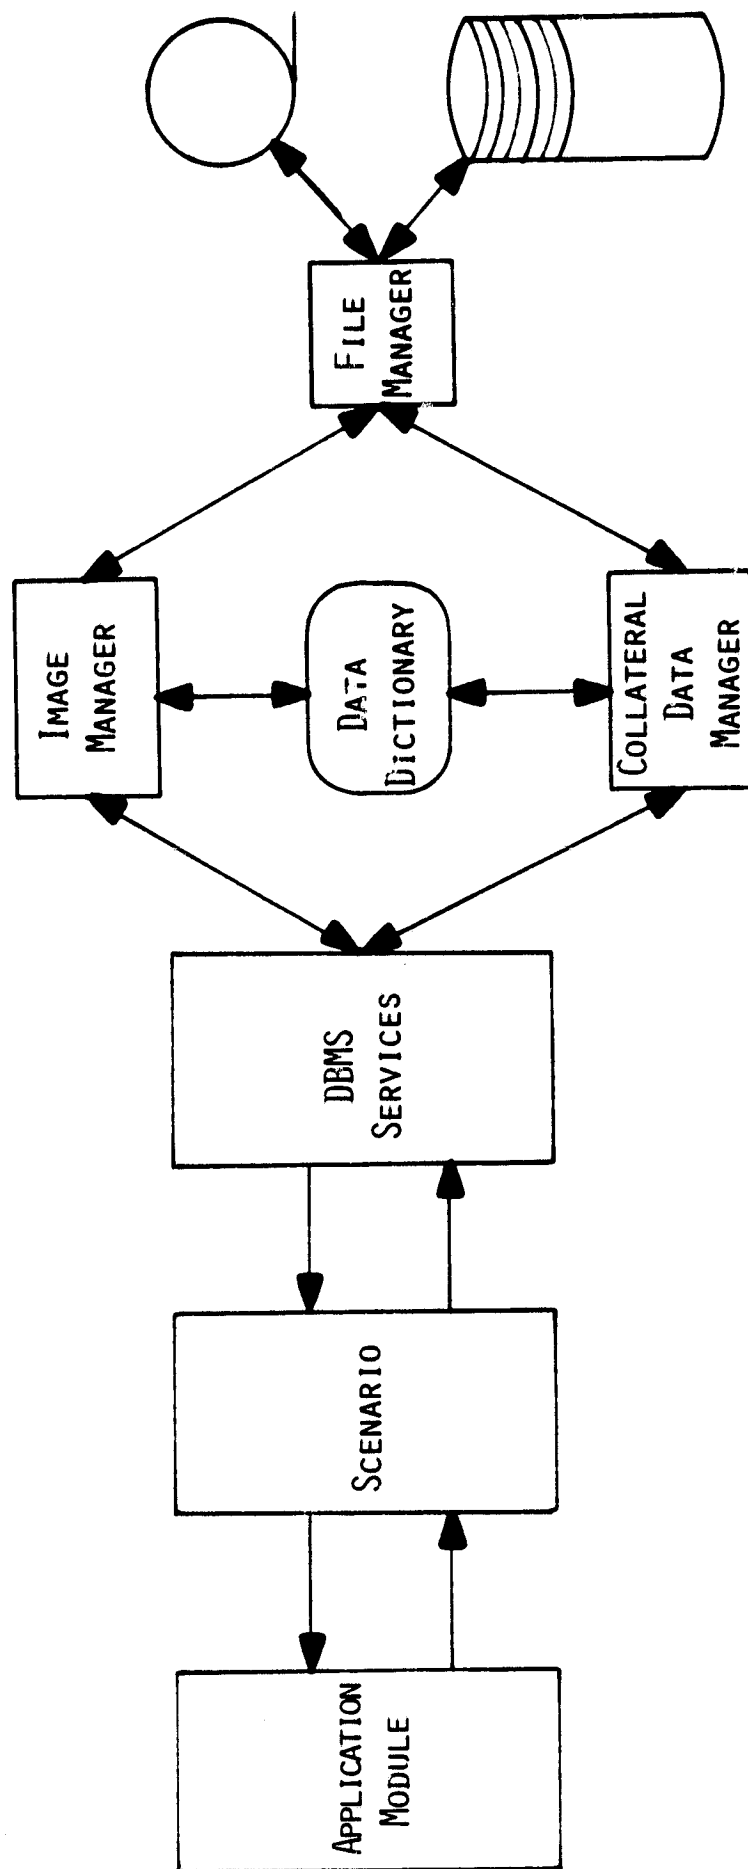 APPLICATION
MODULE
SCENARIO
DBMS
SERVICES
IMAGE
MANAGER
DATA
DICTIONARY
COLLATERAL
DATA
MANAGER
FILE
MANAGER